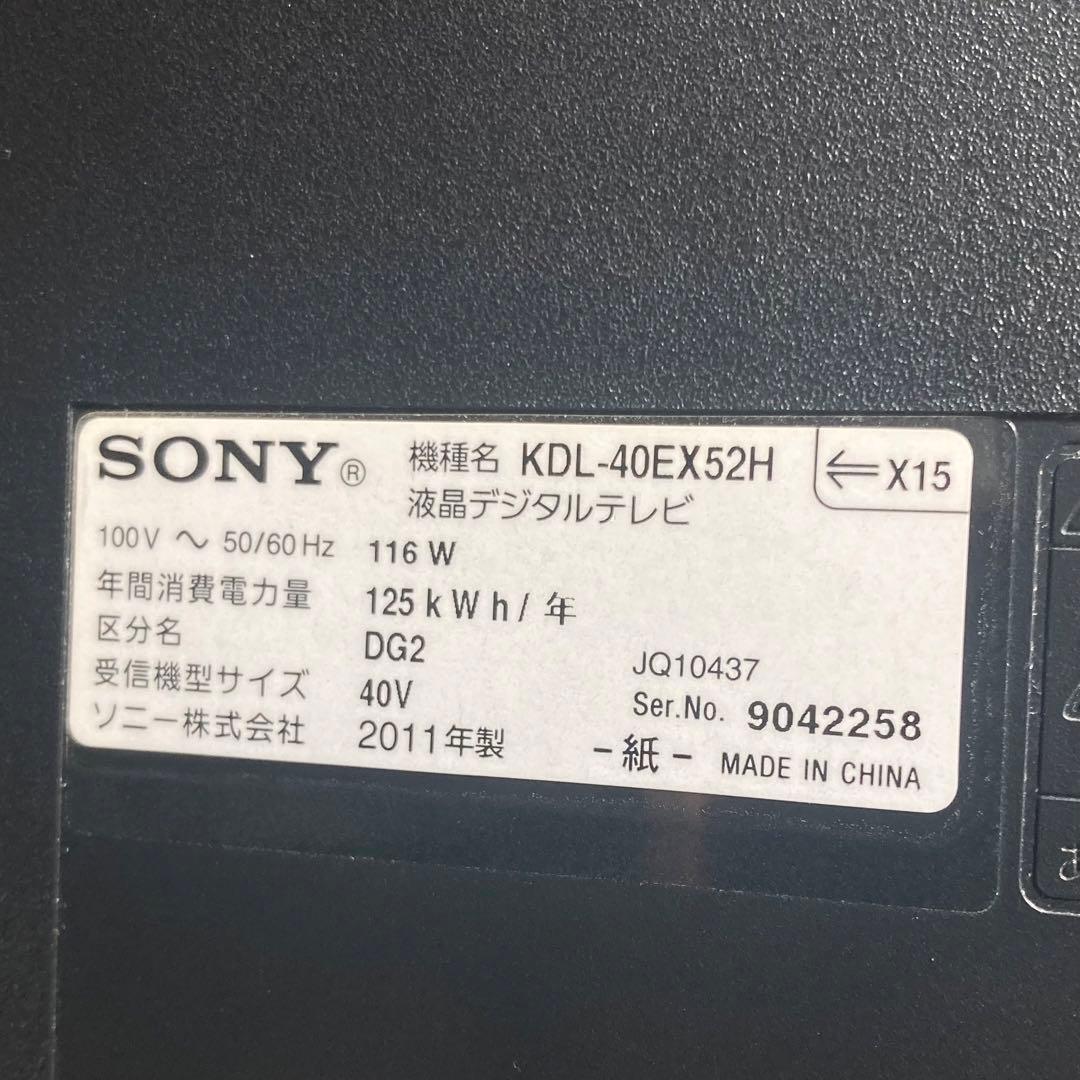 SONY® 機種名 KDL-40EX52H ⇐X15
液晶デジタルテレビ
100V ～ 50/60Hz 116 W
年間消費電力量 125 k W h / 年
区分名 DG2
受信機型サイズ 40V JQ10437
ソニー株式会社 2011年製 Ser.No. 9042258
-紙- MADE IN CHINA
あ